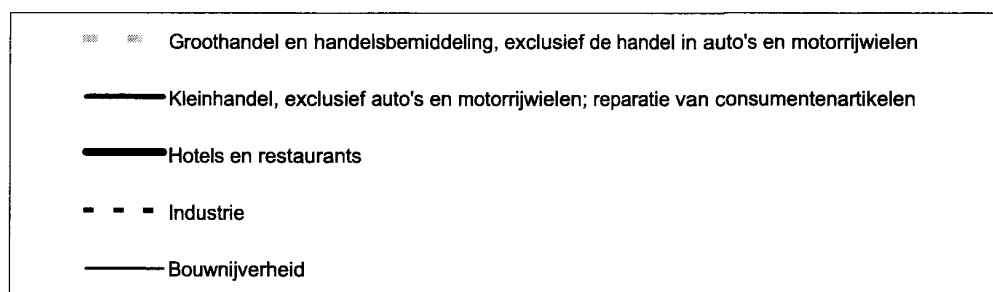 Groothandel en handelsbemiddeling, exclusief de handel in auto's en motorrijwielen
Kleinhandel, exclusief auto's en motorrijwielen; reparatie van consumentenartikelen
Hotels en restaurants
Industrie
Bouwnijverheid